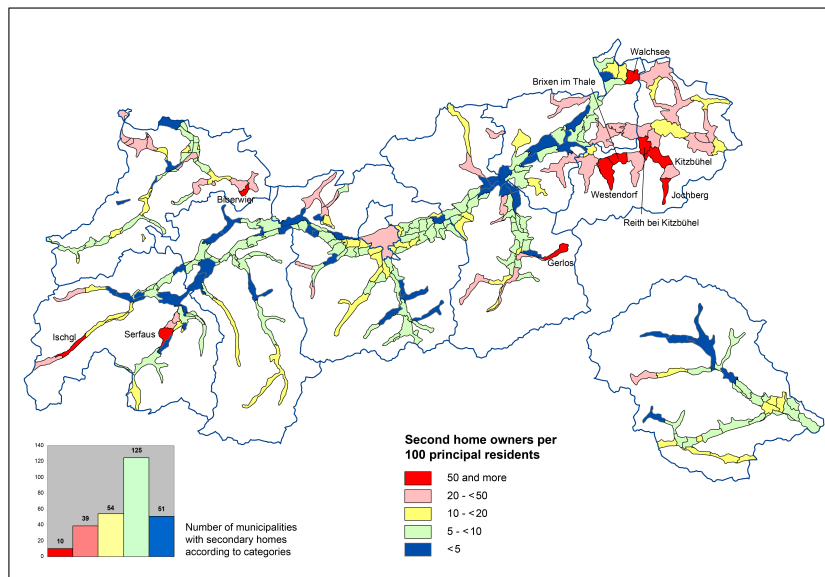 Walchsee
Brixen im Thale
Kitzbühel
Westendorf
Jochberg
Reith bei Kitzbühel
Biberwier
Gerlos
Ischgl
Serfaus
Second home owners per
100 principal residents
50 and more
20 - <50
10 - <20
5 - <10
<5
140
120
100
80
60
40
20
0
10
39
54
125
51
Number of municipalities
with secondary homes
according to categories